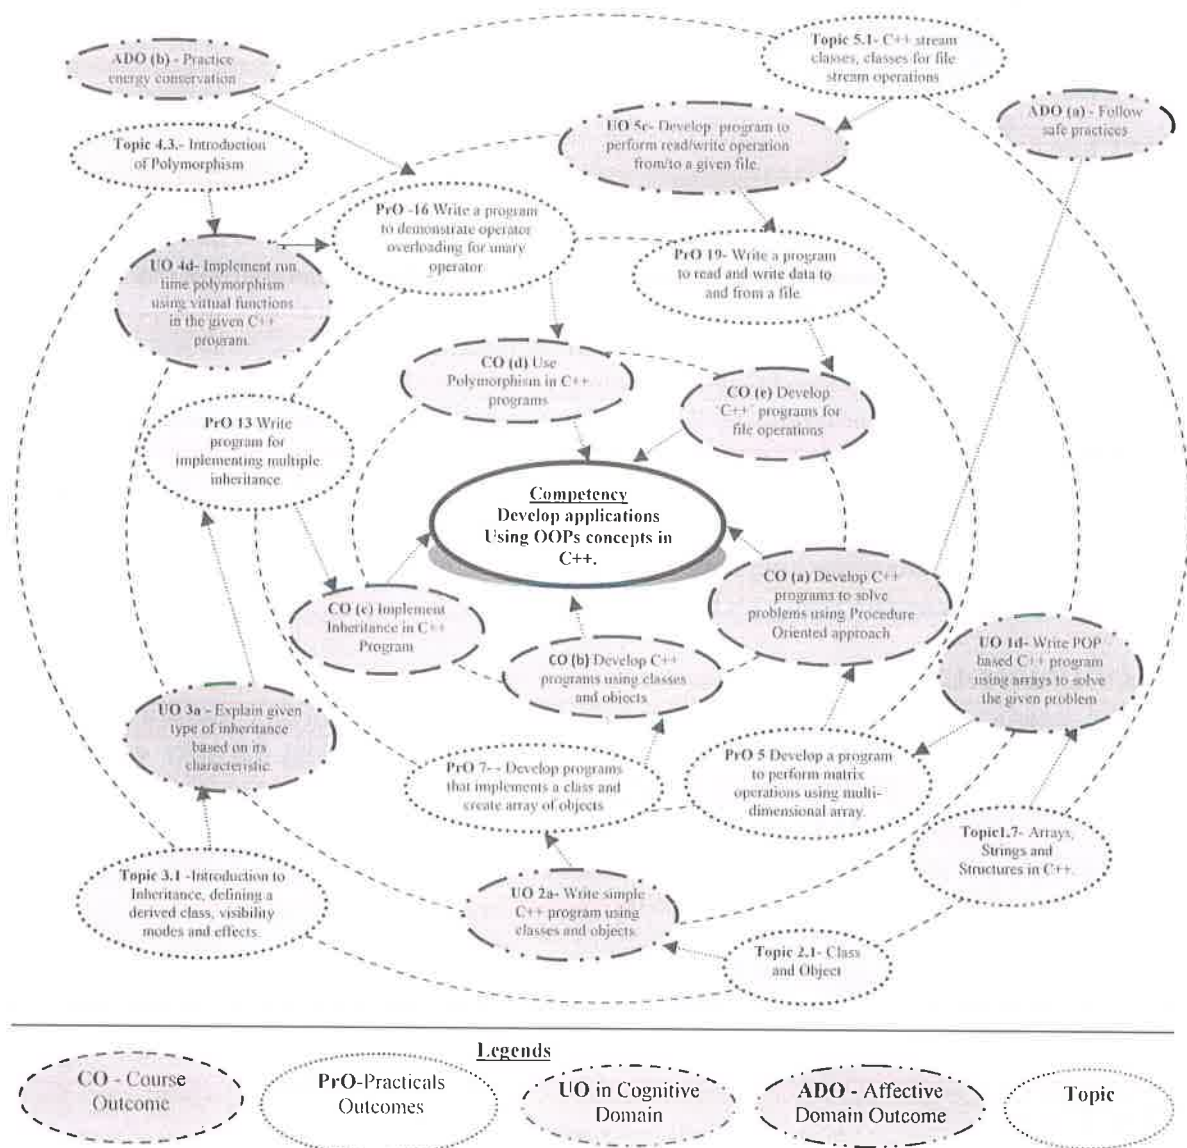 Topic 5.1- C++ stream
classes, classes for file
stream operations
ADO (b) - Practice
energy conservation
ADO (a) - Follow
safe practices
UO 5c- Develop program to
perform read/write operation
from/to a given file.
Topic 4.3.- Introduction
of Polymorphism
PrO -16 Write a program
to demonstrate operator
overloading for unary
operator
PrO 19- Write a program
to read and write data to
and from a file.
UO 4d- Implement run
time polymorphism
using virtual functions
in the given C++
program.
CO (d) Use
Polymorphism in C++
programs
CO (e) Develop
'C++' programs for
file operations
PrO 13 Write
program for
implementing multiple
inheritance.
Competency
Develop applications
Using OOPs concepts in
C++.
CO (c) Implement
Inheritance in C++
Program
CO (a) Develop C++
programs to solve
problems using Procedure
Oriented approach
CO (b) Develop C++
programs using classes
and objects
UO 1d- Write POP
based C++ program
using arrays to solve
the given problem
UO 3a - Explain given
type of inheritance
based on its
characteristic.
PrO 7- - Develop programs
that implements a class and
create array of objects
PrO 5 Develop a program
to perform matrix
operations using multi-
dimensional array.
Topic1.7- Arrays,
Strings and
Structures in C++.
Topic 3.1 -Introduction to
Inheritance, defining a
derived class, visibility
modes and effects.
UO 2a- Write simple
C++ program using
classes and objects.
Topic 2.1- Class
and Object
Legends
CO - Course
Outcome
PrO-Practicals
Outcomes
UO in Cognitive
Domain
ADO - Affective
Domain Outcome
Topic